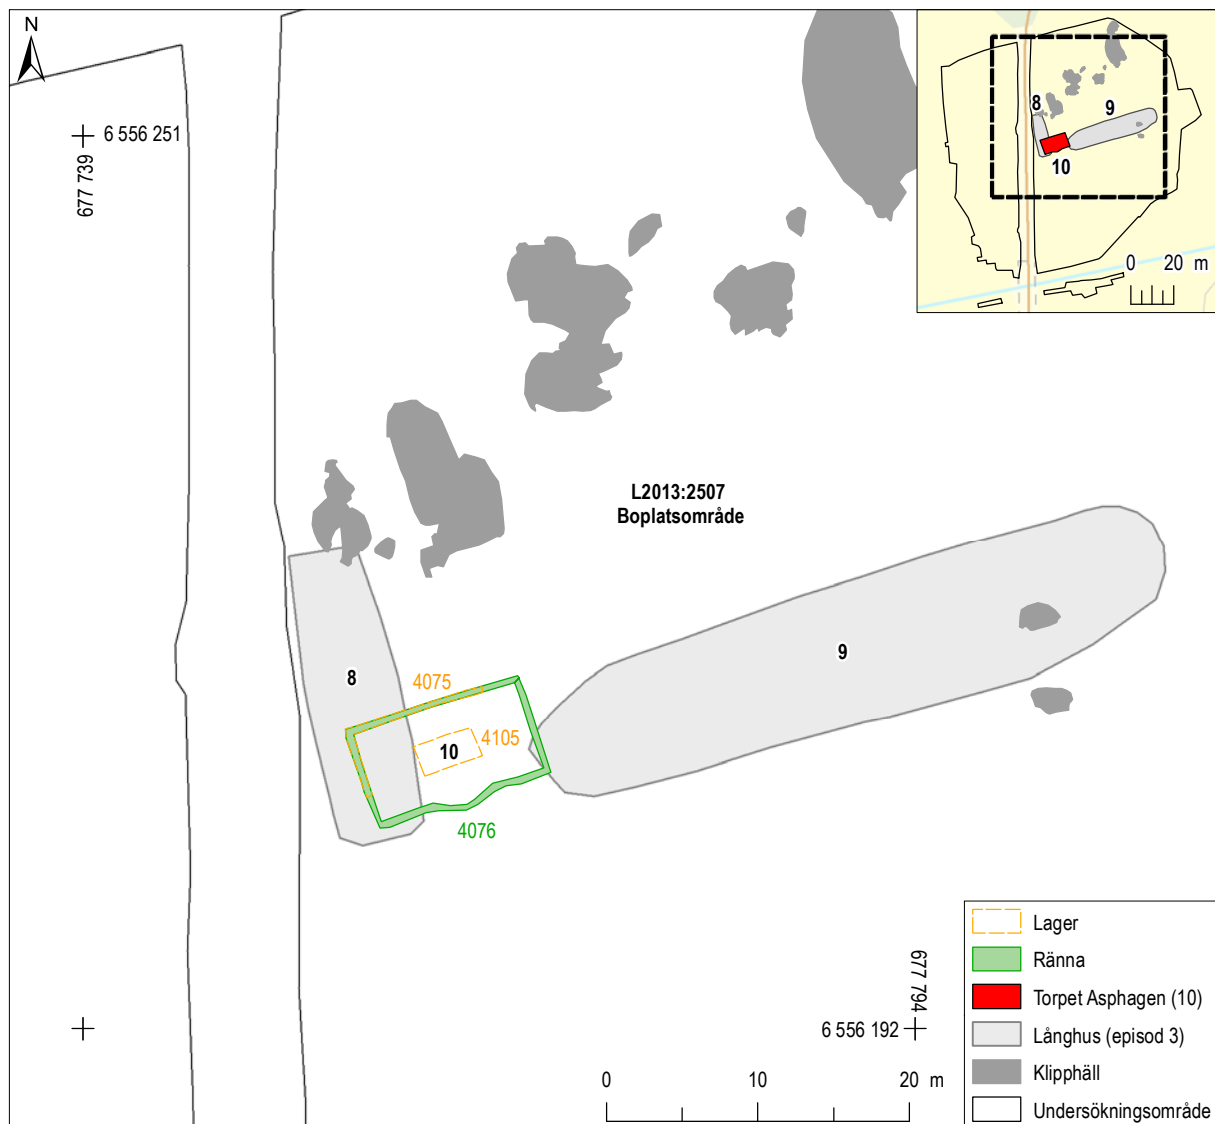 N
6 556 251
677 739
8
9
10
0 20 m
L2013:2507
Boplatsområde
9
8
4075
4105
10
4076
677 794
6 556 192
0 10 20 m
Lager
Ränna
Torpet Asphagen (10)
Långhus (episod 3)
Klipphäll
Undersökningsområde